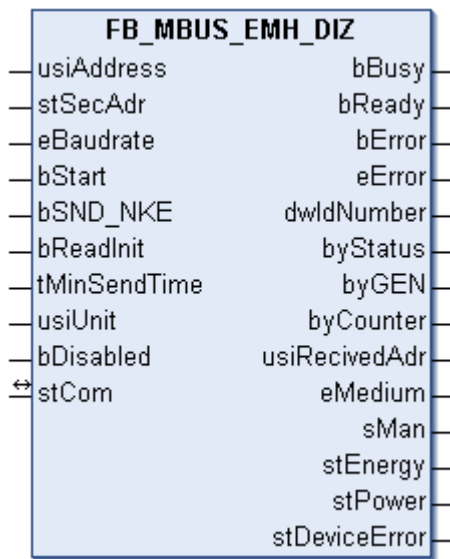 FB_MBUS_EMH_DIZ
usiAddress bBusy
stSecAdr bReady
eBaudrate bError
bStart eError
bSND_NKE dwIdNumber
bReadInit byStatus
tMinSendTime byGEN
usiUnit byCounter
bDisabled usiRecivedAdr
stCom eMedium
sMan
stEnergy
stPower
stDeviceError